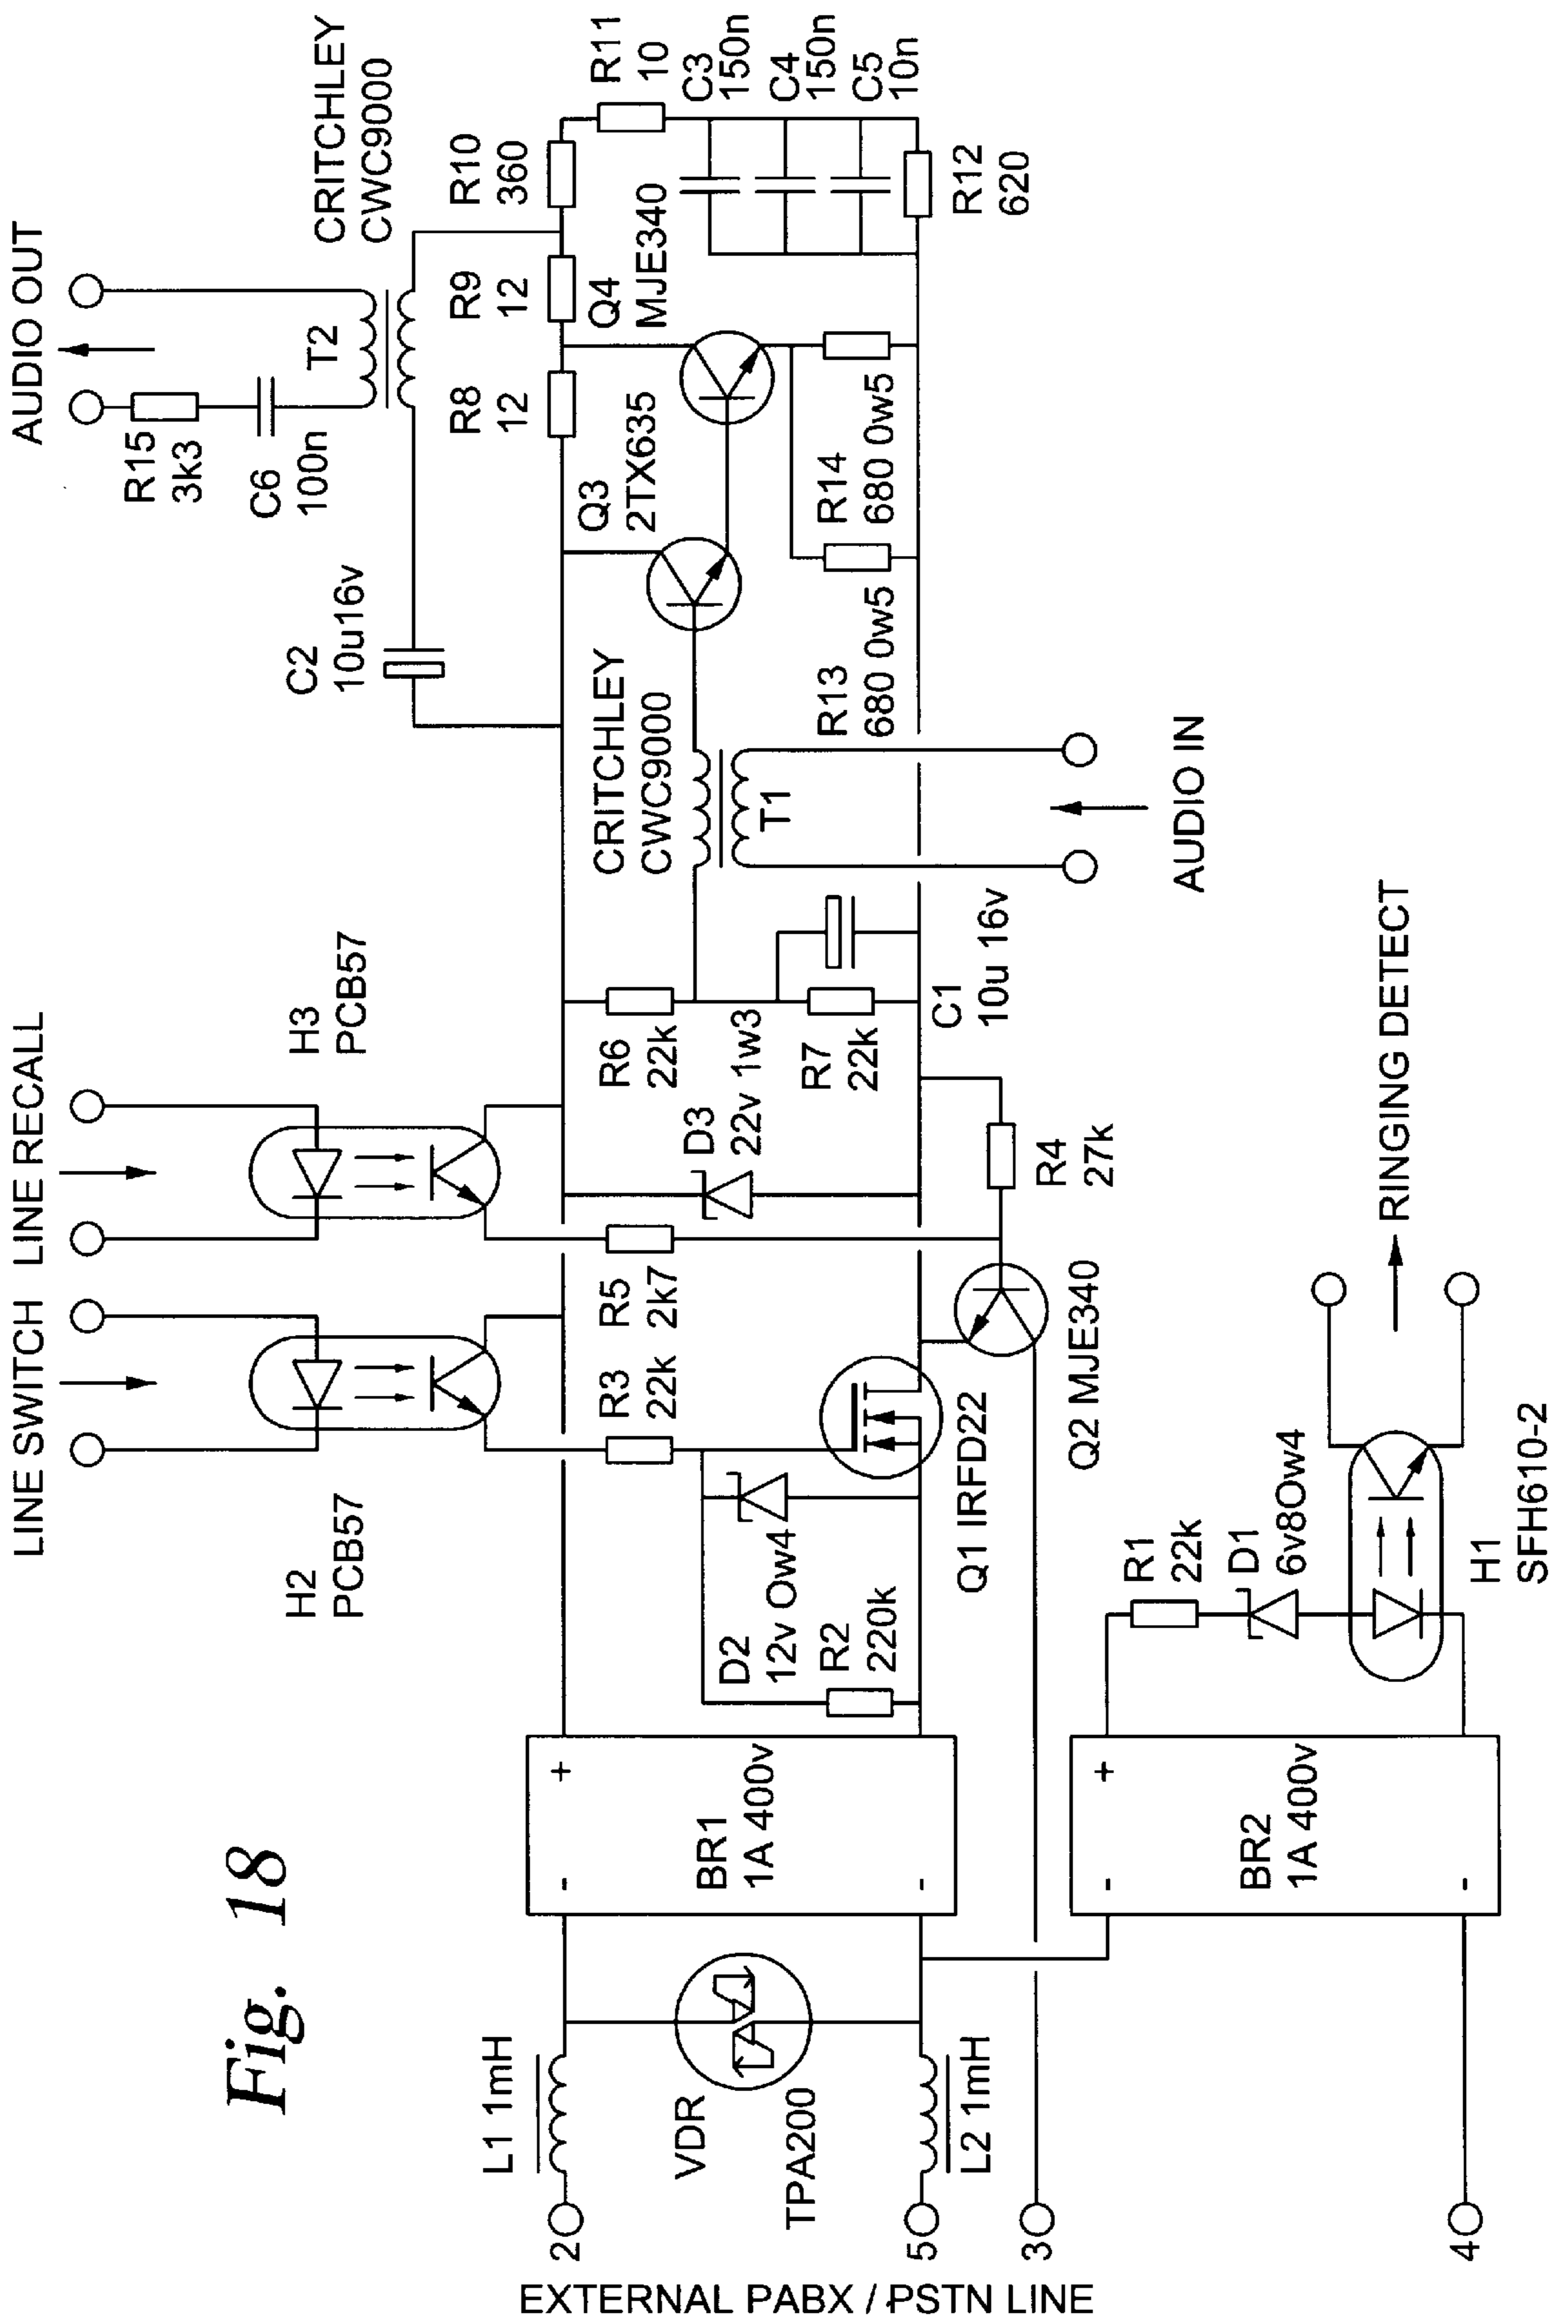 Fig. 18
AUDIO OUT
R15
3k3
C6
100n
T2
CRITCHLEY
CWC9000
C2
10u16v
R8
12
R9
12
R10
360
R11
10
C3
150n
C4
150n
C5
10n
R12
620
Q3
2TX635
Q4
MJE340
R14
680 0w5
R13
680 0w5
CRITCHLEY
CWC9000
T1
AUDIO IN
LINE SWITCH
LINE RECALL
H2
PCB57
H3
PCB57
R3
22k
R5
2k7
R6
22k
D3
22v 1w3
R7
22k
C1
10u 16v
R4
27k
D2
12v Ow4
R2
220k
Q1 IRFD22
Q2 MJE340
+
-
-
BR1
1A 400v
+
-
-
BR2
1A 400v
R1
22k
D1
6v8Ow4
H1
SFH610-2
RINGING DETECT
L1 1mH
VDR
TPA200
L2 1mH
2
5
3
4
EXTERNAL PABX / PSTN LINE